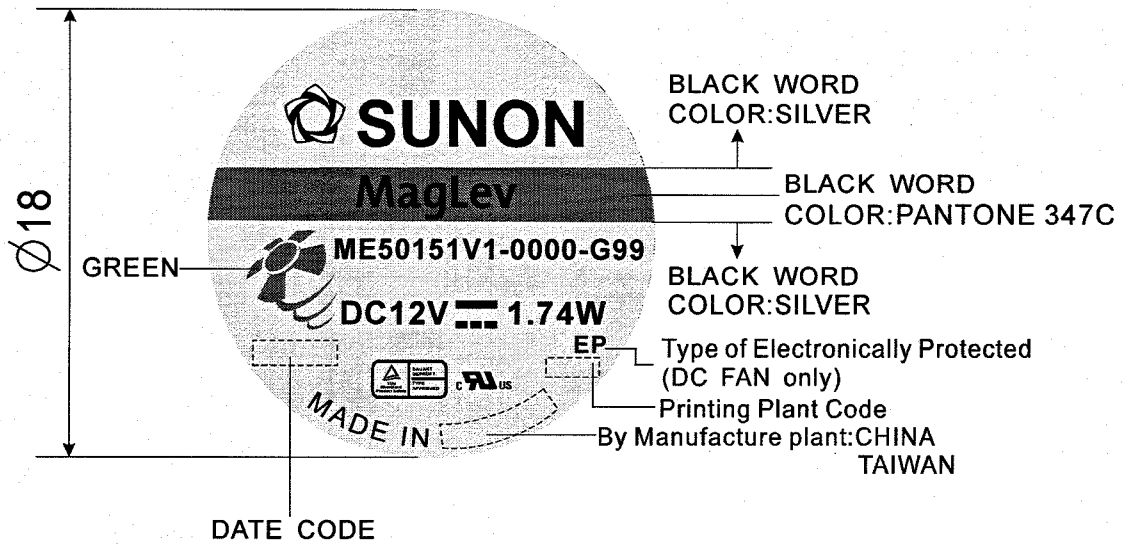 BLACK WORD
COLOR:SILVER
SUNON
MagLev
BLACK WORD
COLOR:PANTONE 347C
Ø18
GREEN
ME50151V1-0000-G99
BLACK WORD
COLOR:SILVER
DC12V 1.74W
EP
Type of Electronically Protected
(DC FAN only)
c RU US
Printing Plant Code
MADE IN
By Manufacture plant:CHINA
TAIWAN
DATE CODE